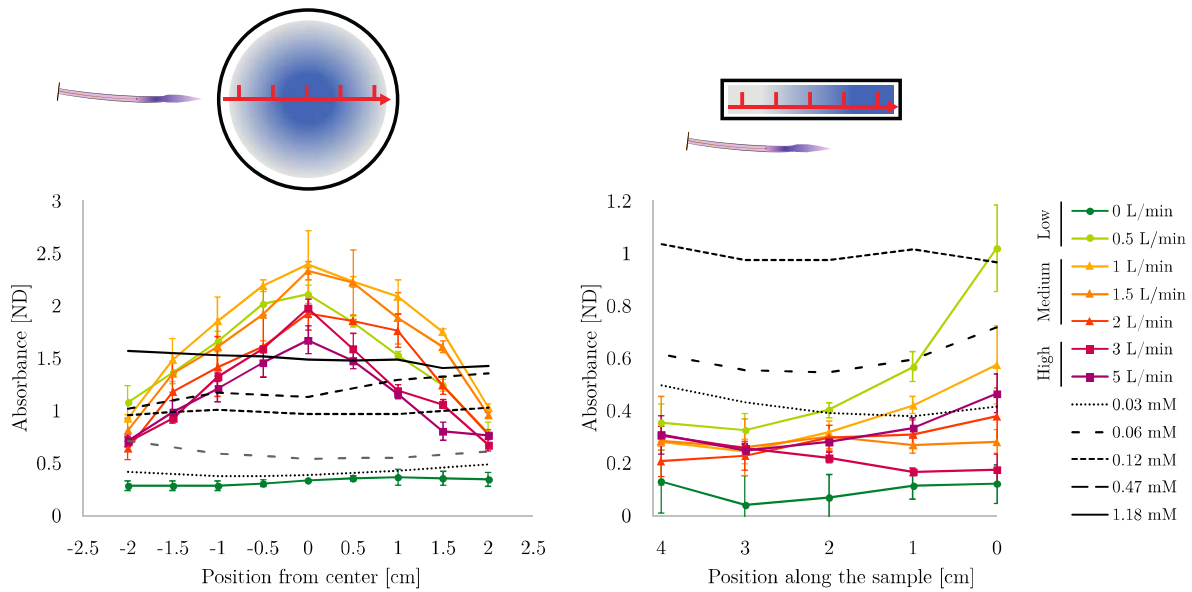 3
2.5
2
1.5
1
0.5
0
Absorbance [ND]
-2.5 -2 -1.5 -1 -0.5 0 0.5 1 1.5 2 2.5
Position from center [cm]
1.2
1
0.8
0.6
0.4
0.2
0
Absorbance [ND]
4 3 2 1 0
Position along the sample [cm]
Low
0 L/min
0.5 L/min
Medium
1 L/min
1.5 L/min
2 L/min
High
3 L/min
5 L/min
0.03 mM
0.06 mM
0.12 mM
0.47 mM
1.18 mM